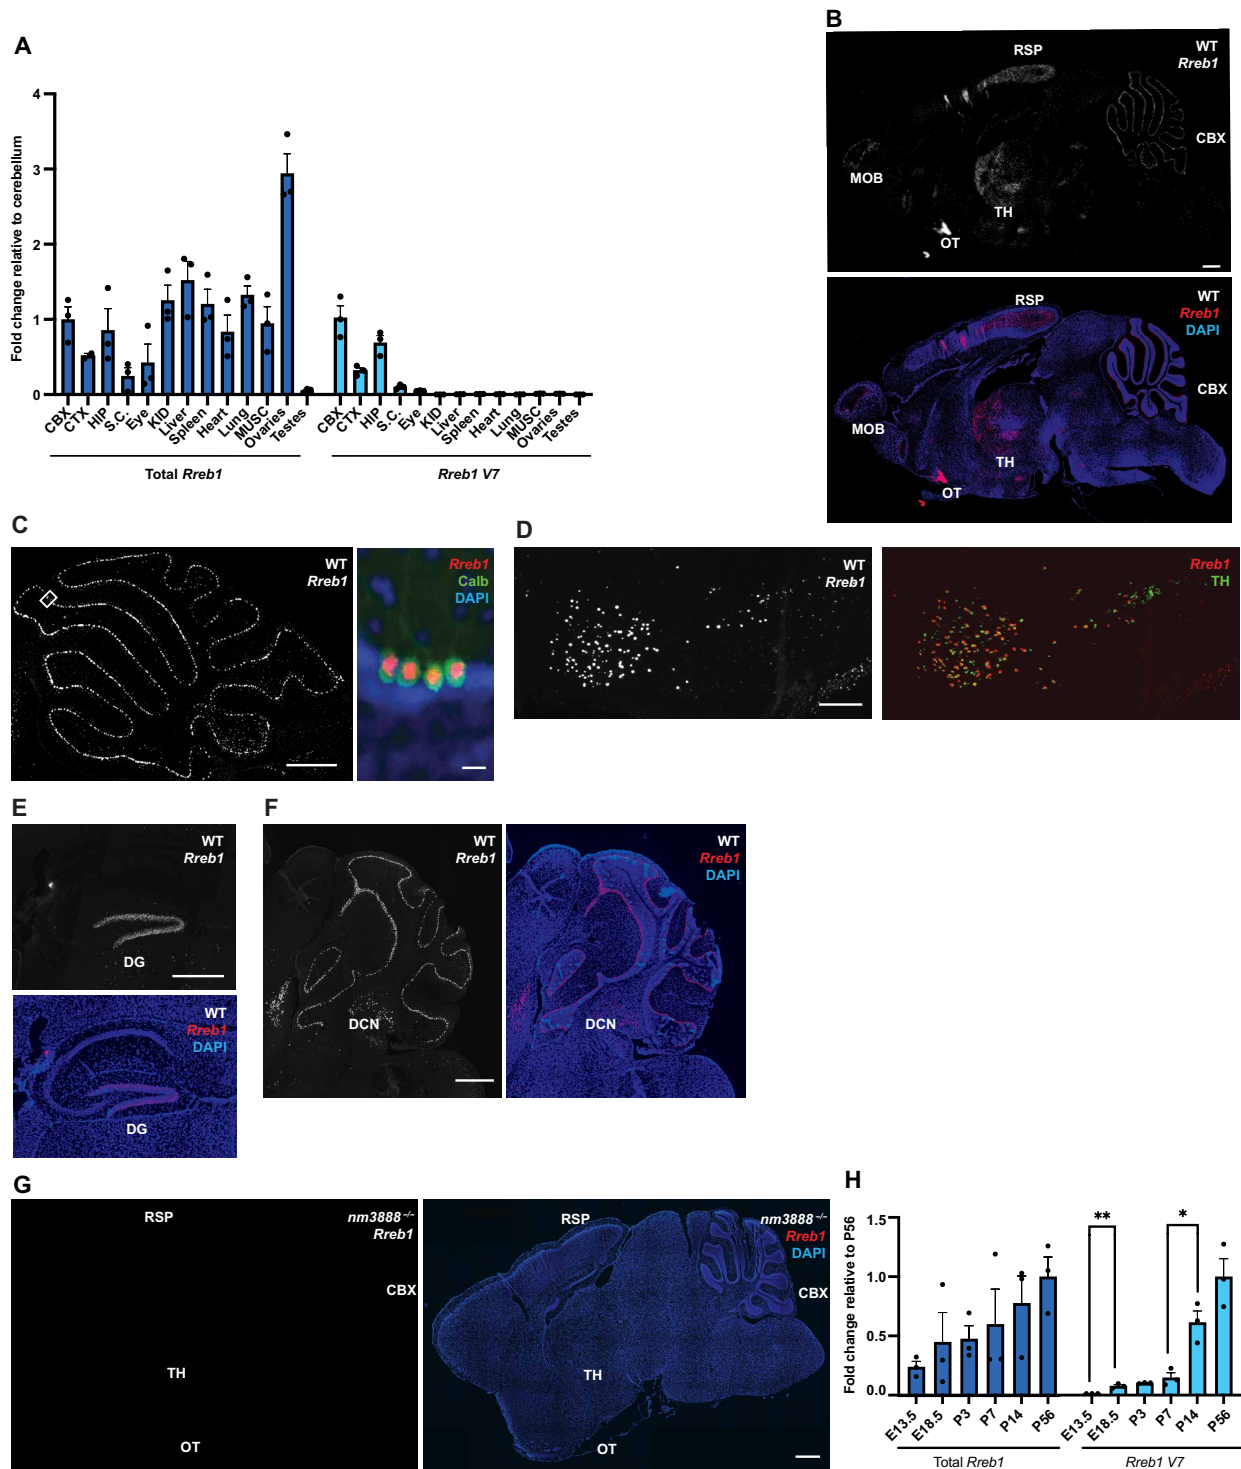 A
Fold change relative to cerebellum
4
3
2
1
0
CBX
CTX
HIP
S.C.
Eye
KID
Liver
Spleen
Heart
Lung
MUSC
Ovaries
Testes
CBX
CTX
HIP
S.C.
Eye
KID
Liver
Spleen
Heart
Lung
MUSC
Ovaries
Testes
Total Rreb1
Rreb1 V7
B
RSP
WT
Rreb1
CBX
MOB
TH
OT
RSP
WT
Rreb1
DAPI
CBX
MOB
TH
OT
C
WT
Rreb1
Rreb1
Calb
DAPI
D
WT
Rreb1
Rreb1
TH
E
WT
Rreb1
DG
WT
Rreb1
DAPI
DG
F
WT
Rreb1
DCN
WT
Rreb1
DAPI
DCN
G
RSP
nm3888−/−
Rreb1
CBX
TH
OT
RSP
nm3888−/−
Rreb1
DAPI
CBX
TH
OT
H
Fold change relative to P56
1.5
1.0
0.5
0.0
**
*
E13.5
E18.5
P3
P7
P14
P56
E13.5
E18.5
P3
P7
P14
P56
Total Rreb1
Rreb1 V7